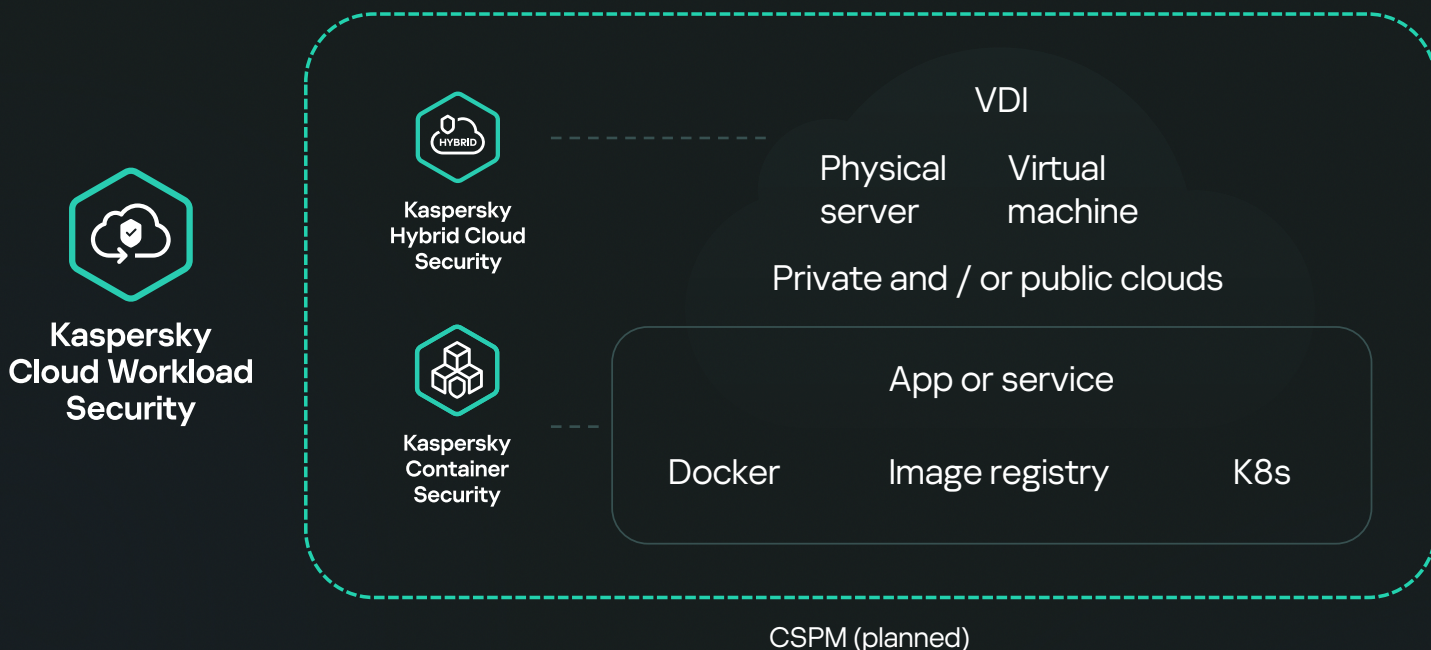 Kaspersky
Cloud Workload
Security
HYBRID
Kaspersky
Hybrid Cloud
Security
VDI
Physical
server
Virtual
machine
Private and / or public clouds
Kaspersky
Container
Security
App or service
Docker
Image registry
K8s
CSPM (planned)